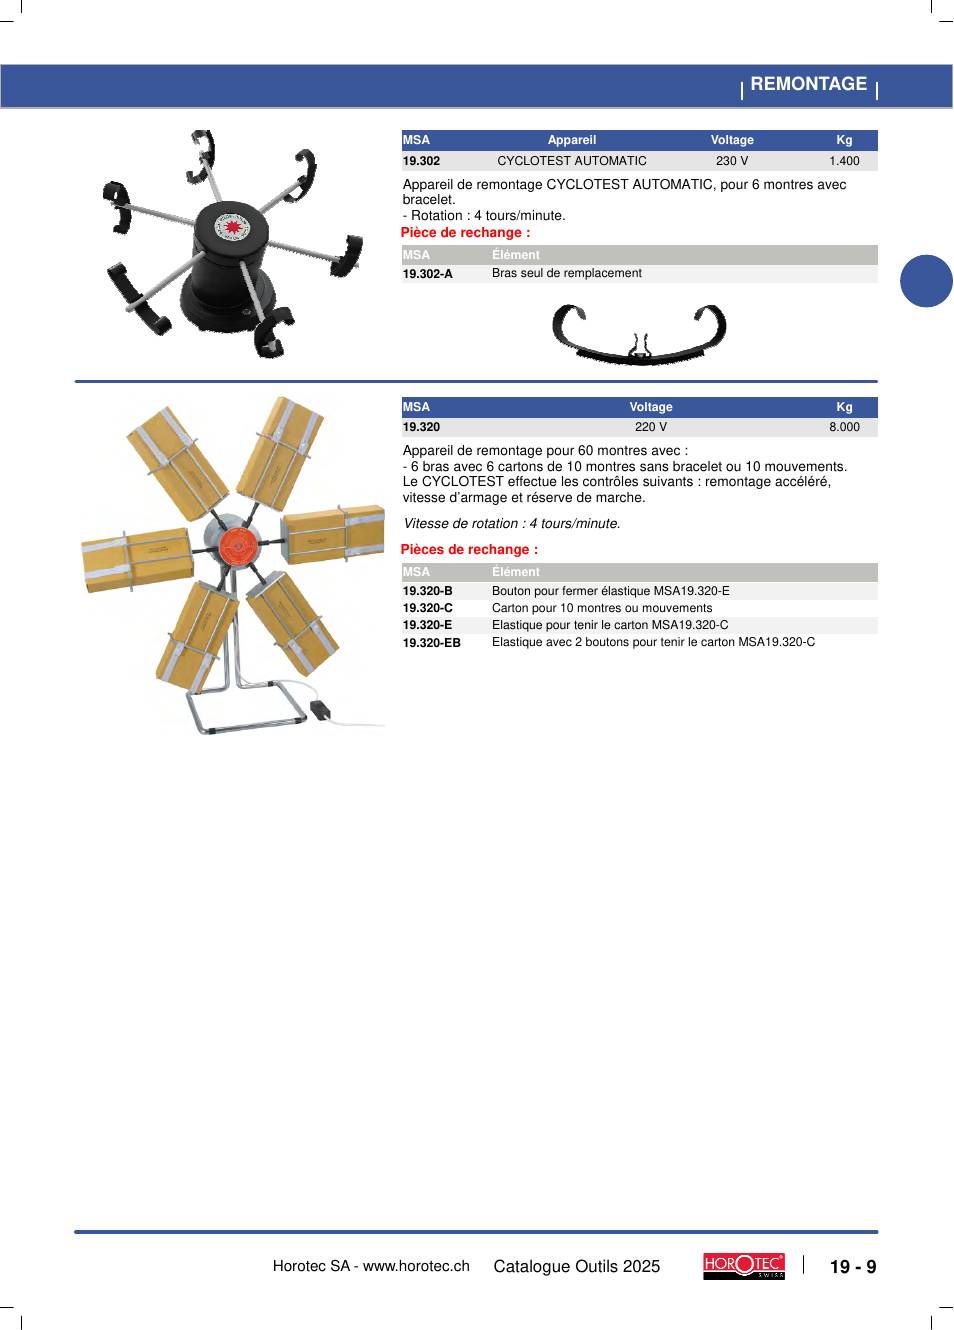 REMONTAGE
MSA Appareil Voltage Kg
19.302 CYCLOTEST AUTOMATIC 230 V 1.400
Appareil de remontage CYCLOTEST AUTOMATIC, pour 6 montres avec
bracelet.
- Rotation : 4 tours/minute.
Pièce de rechange :
MSA Élément
19.302-A Bras seul de remplacement
MSA Voltage Kg
19.320 220 V 8.000
Appareil de remontage pour 60 montres avec :
- 6 bras avec 6 cartons de 10 montres sans bracelet ou 10 mouvements.
Le CYCLOTEST effectue les contrôles suivants : remontage accéléré,
vitesse d'armage et réserve de marche.
Vitesse de rotation : 4 tours/minute.
Pièces de rechange :
MSA Élément
19.320-B Bouton pour fermer élastique MSA19.320-E
19.320-C Carton pour 10 montres ou mouvements
19.320-E Elastique pour tenir le carton MSA19.320-C
19.320-EB Elastique avec 2 boutons pour tenir le carton MSA19.320-C
Horotec SA - www.horotec.ch Catalogue Outils 2025 HOROTEC SWISS 19 - 9